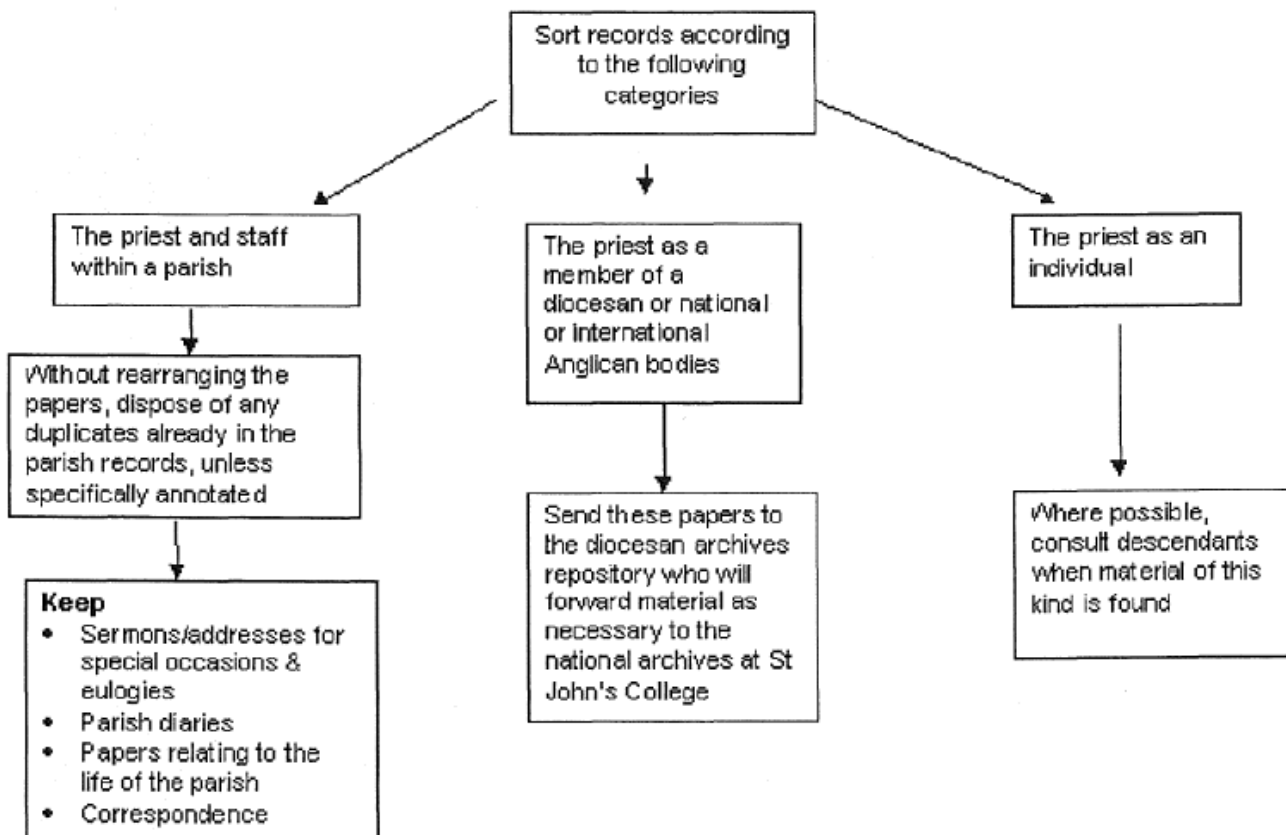 Sort records according
to the following
categories
The priest and staff
within a parish
The priest as a
member of a
diocesan or national
or international
Anglican bodies
The priest as an
individual
Without rearranging the
papers, dispose of any
duplicates already in the
parish records, unless
specifically annotated
Send these papers to
the diocesan archives
repository who will
forward material as
necessary to the
national archives at St
John's College
Where possible,
consult descendants
when material of this
kind is found
Keep
• Sermons/addresses for
special occasions &
eulogies
• Parish diaries
• Papers relating to the
life of the parish
• Correspondence